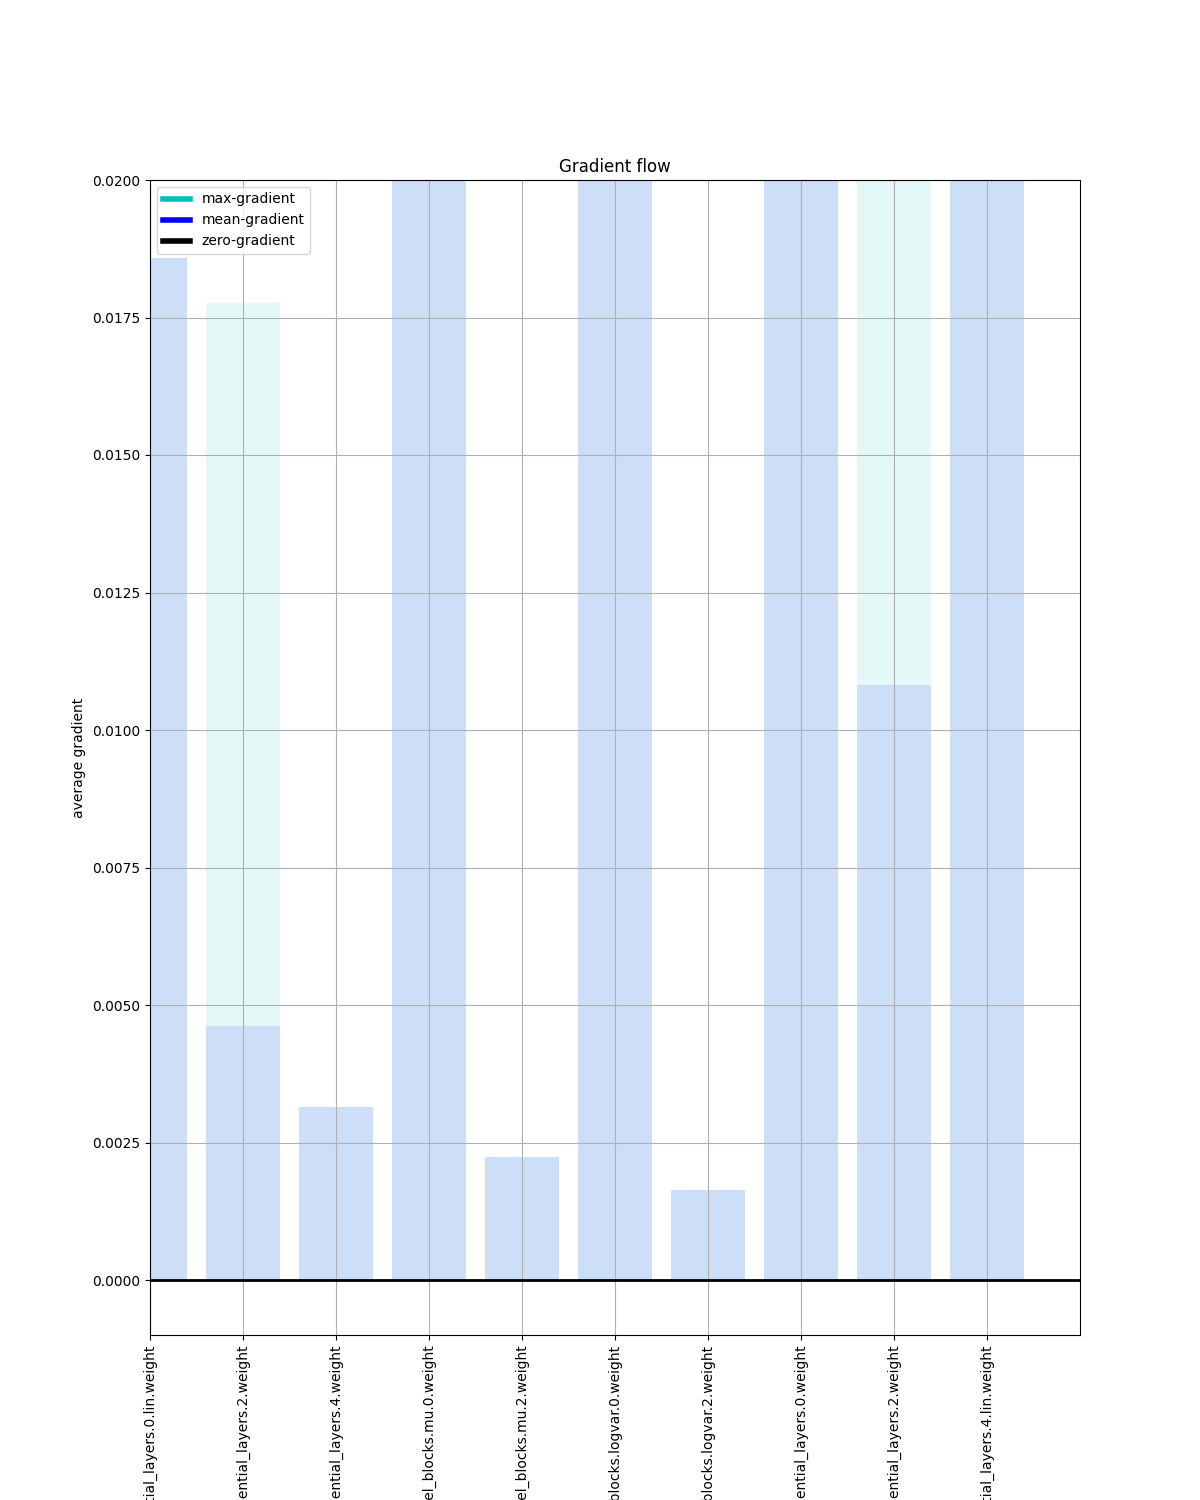 Gradient flow
max-gradient
mean-gradient
zero-gradient
0.0200
0.0175
0.0150
0.0125
0.0100
0.0075
0.0050
0.0025
0.0000
average gradient
tial_layers.0.lin.weight
ential_layers.2.weight
ential_layers.4.weight
el_blocks.mu.0.weight
el_blocks.mu.2.weight
blocks.logvar.0.weight
blocks.logvar.2.weight
ential_layers.0.weight
ential_layers.2.weight
tial_layers.4.lin.weight